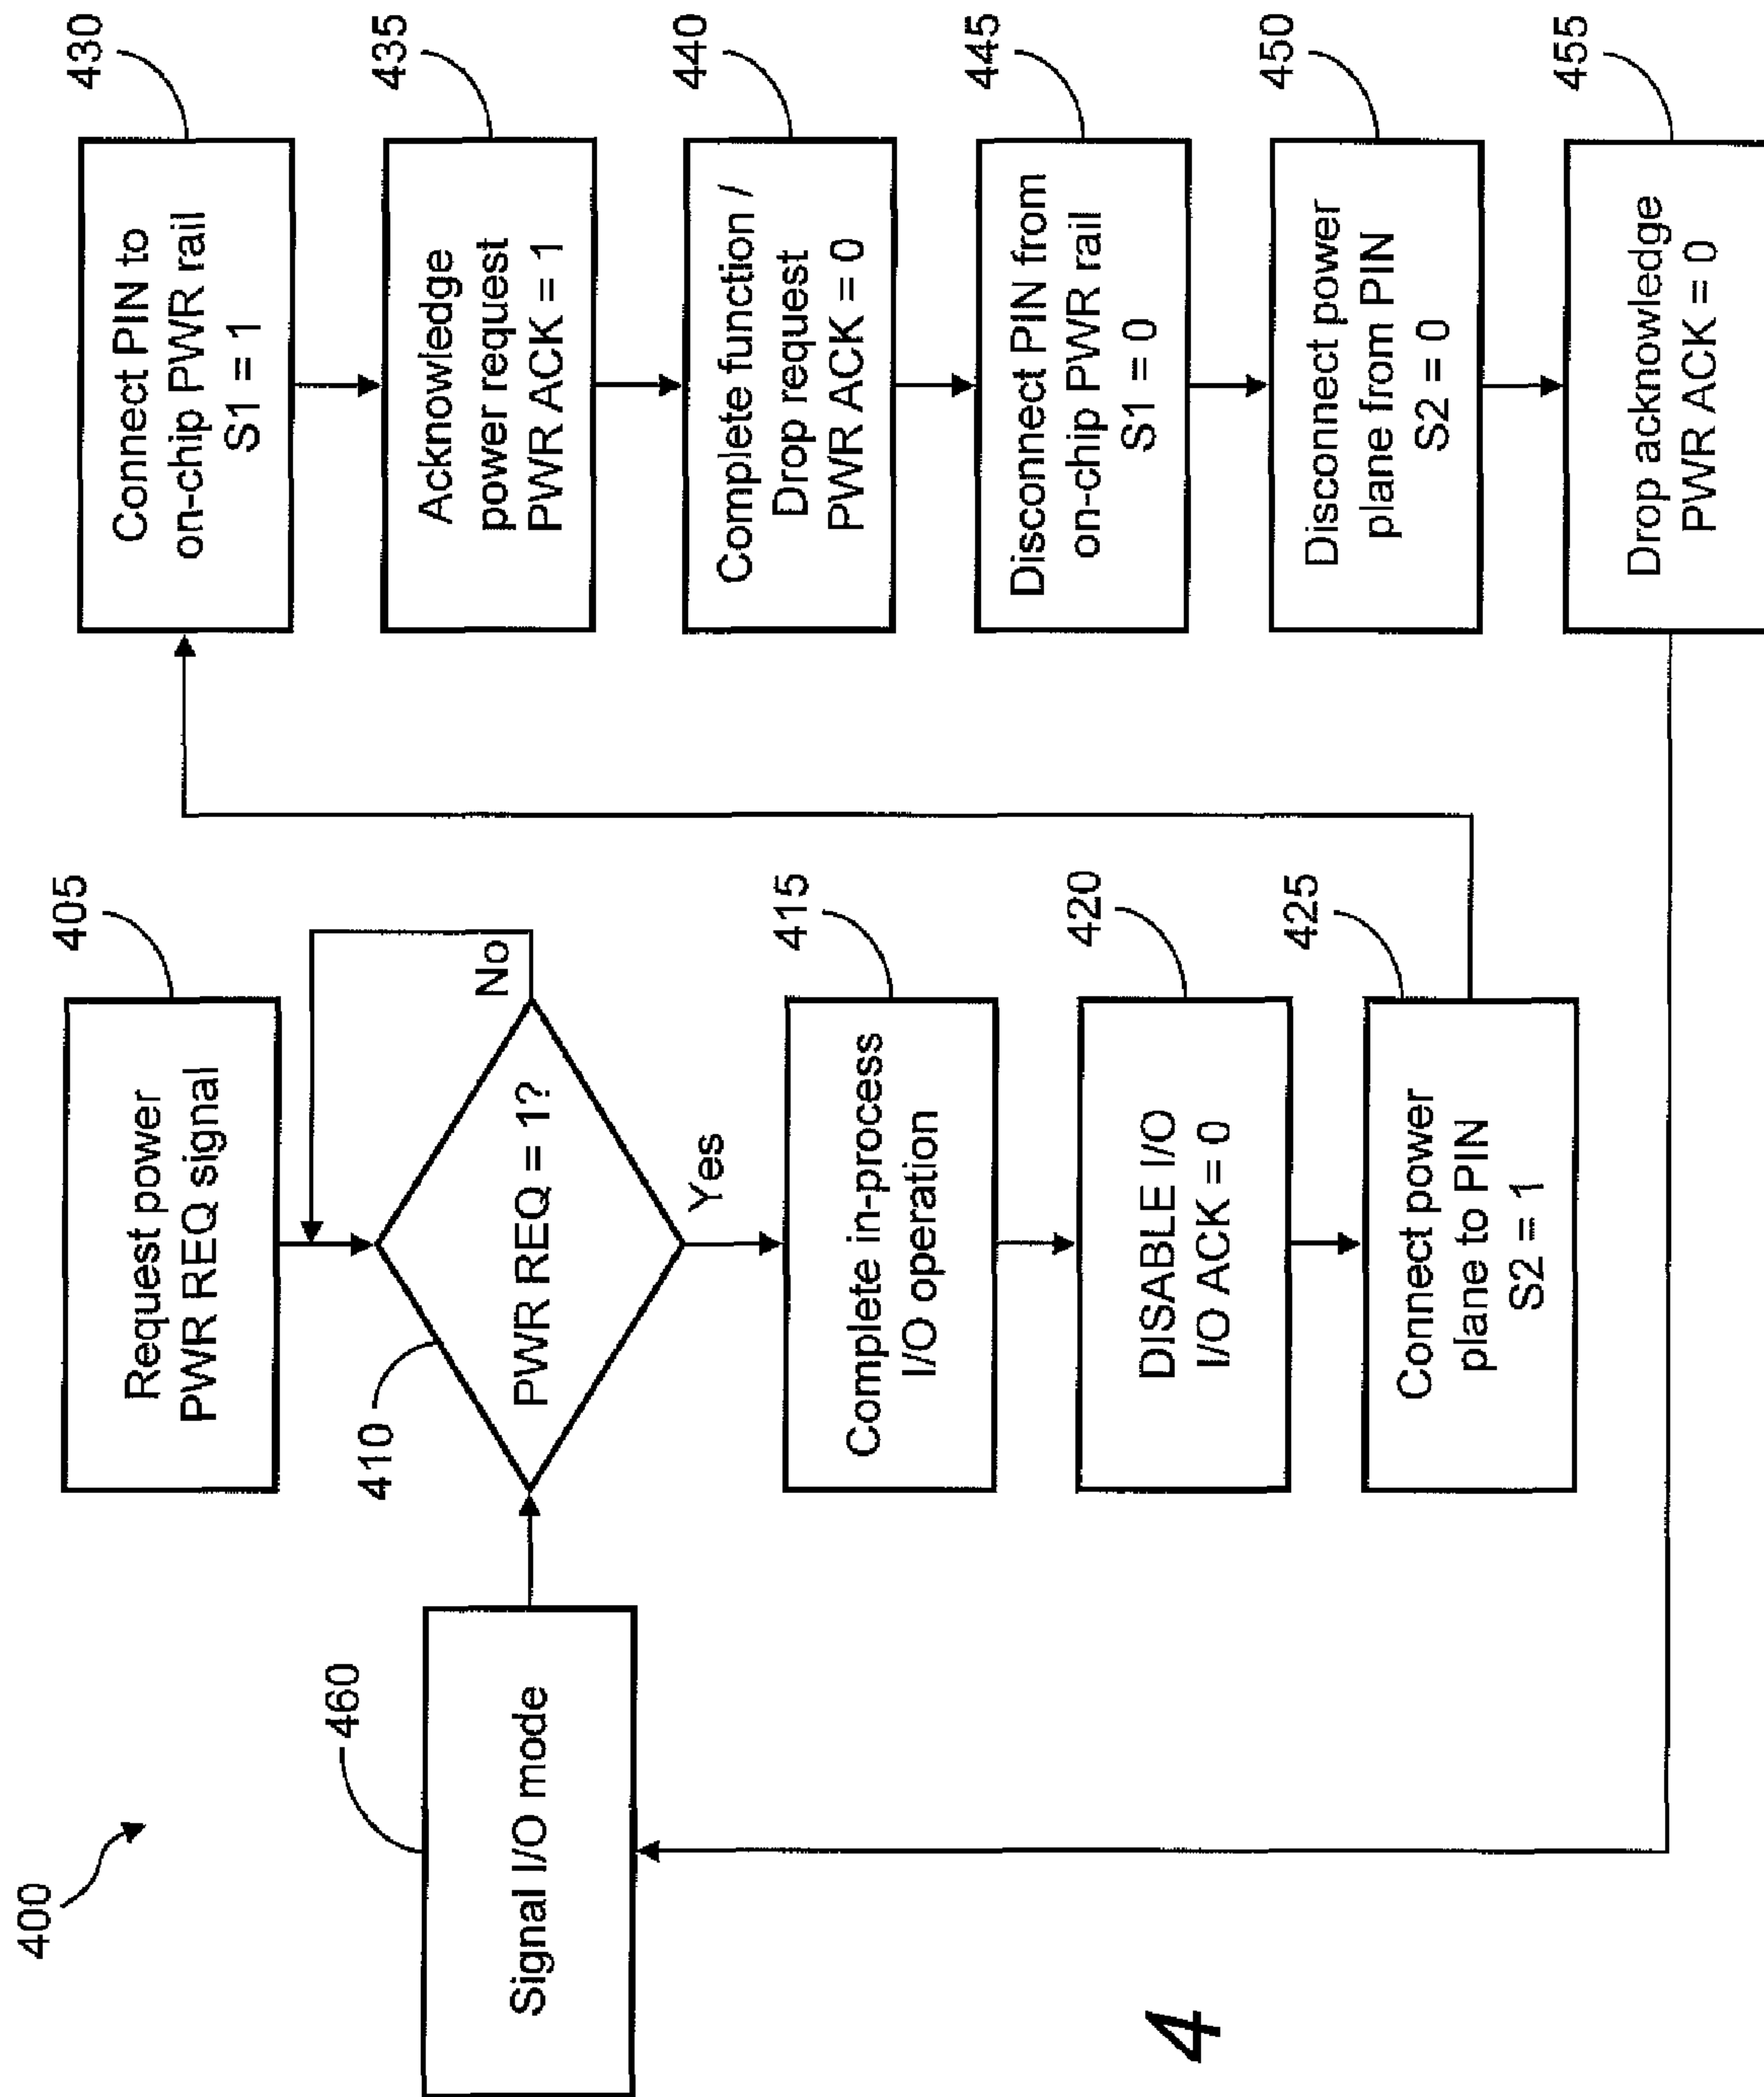 400
405
Request power
PWR REQ signal
410
PWR REQ = 1?
No
Yes
415
Complete in-process
I/O operation
420
DISABLE I/O
I/O ACK = 0
425
Connect power
plane to PIN
S2 = 1
430
Connect PIN to
on-chip PWR rail
S1 = 1
435
Acknowledge
power request
PWR ACK = 1
440
Complete function /
Drop request
PWR ACK = 0
445
Disconnect PIN from
on-chip PWR rail
S1 = 0
450
Disconnect power
plane from PIN
S2 = 0
455
Drop acknowledge
PWR ACK = 0
460
Signal I/O mode
4